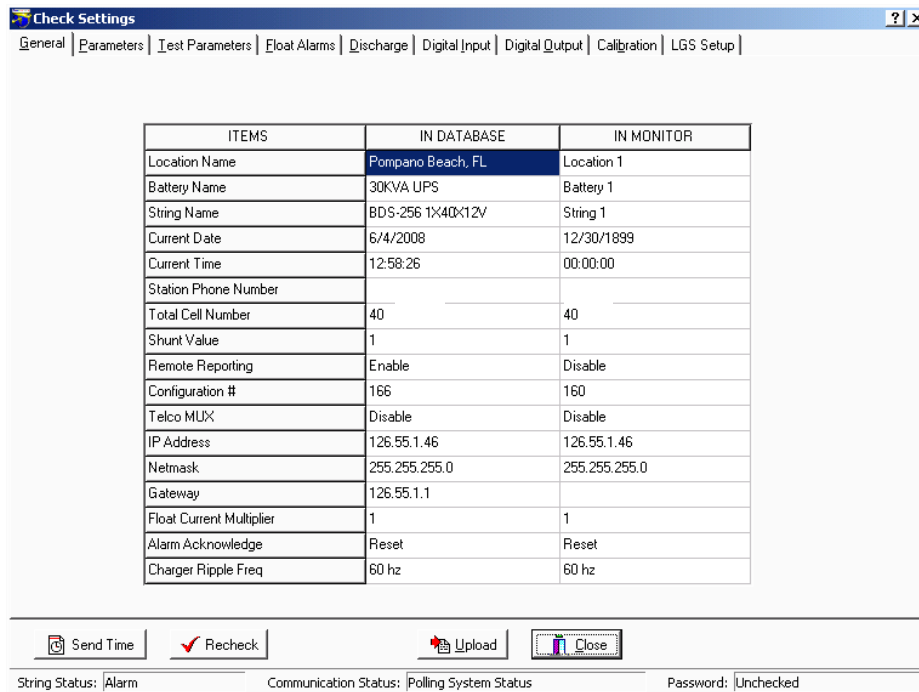 Check Settings
General Parameters Test Parameters Float Alarms Discharge Digital Input Digital Output Calibration LGS Setup
ITEMS IN DATABASE IN MONITOR
Location Name Pompano Beach, FL Location 1
Battery Name 30KVA UPS Battery 1
String Name BDS-256 1X40X12V String 1
Current Date 6/4/2008 12/30/1899
Current Time 12:58:26 00:00:00
Station Phone Number
Total Cell Number 40 40
Shunt Value 1 1
Remote Reporting Enable Disable
Configuration # 166 160
Telco MUX Disable Disable
IP Address 126.55.1.46 126.55.1.46
Netmask 255.255.255.0 255.255.255.0
Gateway 126.55.1.1
Float Current Multiplier 1 1
Alarm Acknowledge Reset Reset
Charger Ripple Freq 60 hz 60 hz
Send Time Recheck Upload Close
String Status: Alarm Communication Status: Polling System Status Password: Unchecked